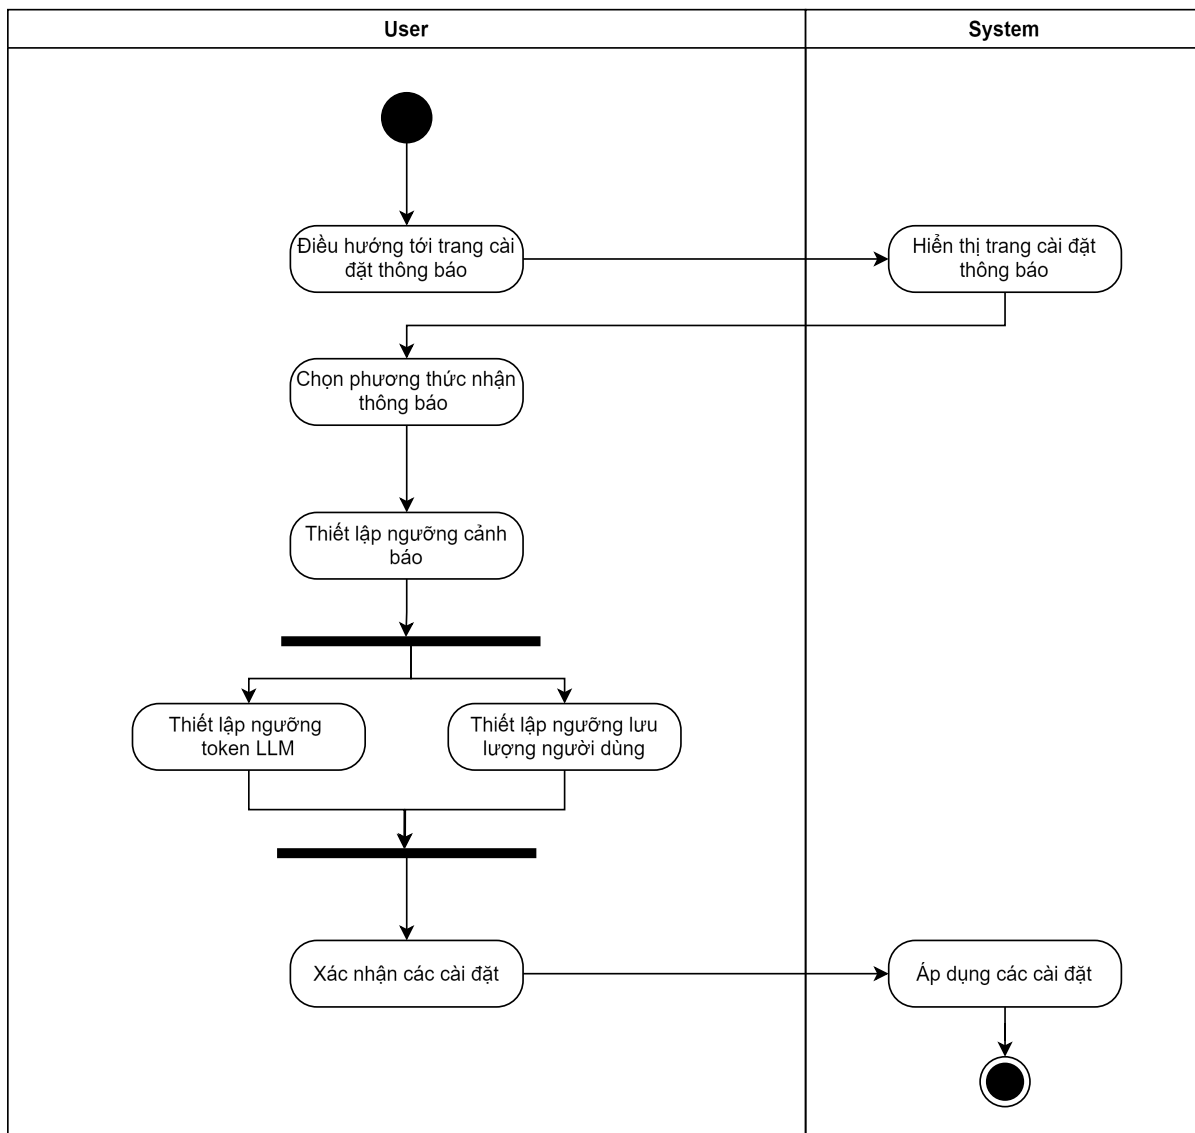 User
System
Điều hướng tới trang cài
đặt thông báo
Hiển thị trang cài đặt
thông báo
Chọn phương thức nhận
thông báo
Thiết lập ngưỡng cảnh
báo
Thiết lập ngưỡng
token LLM
Thiết lập ngưỡng lưu
lượng người dùng
Xác nhận các cài đặt
Áp dụng các cài đặt